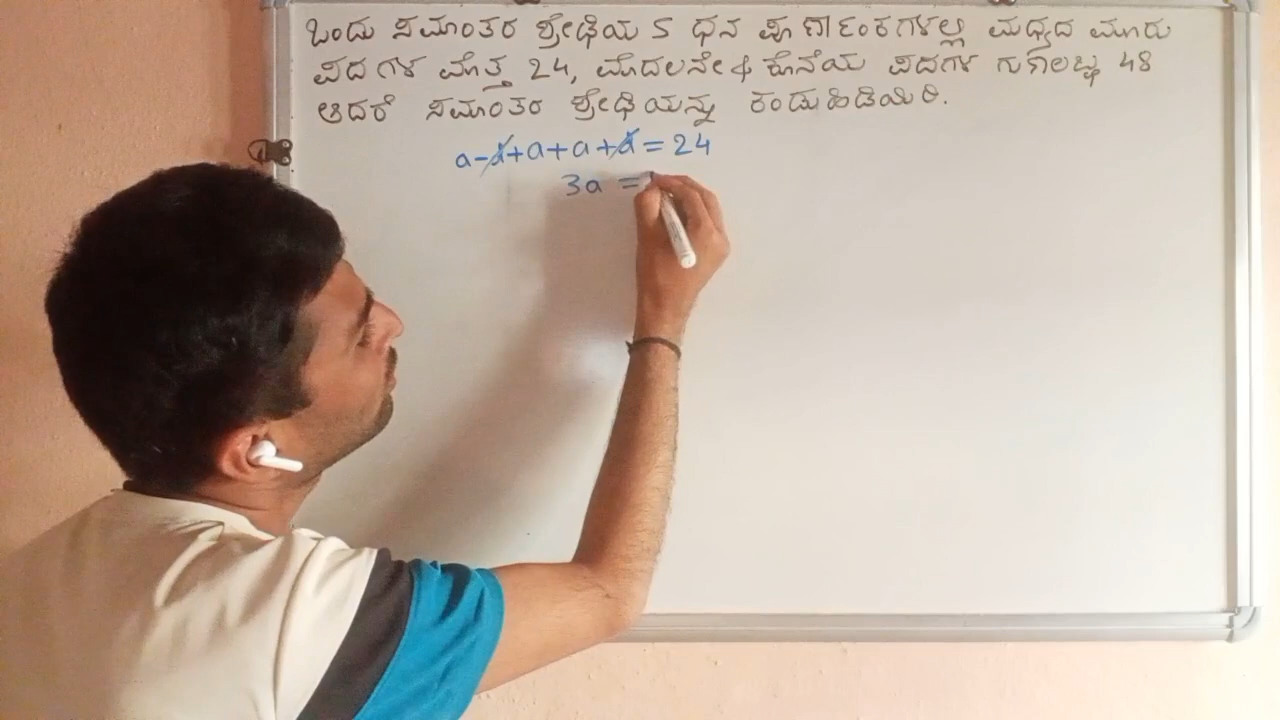 ಒಂದು ಸಮಾಂತರ ಶ್ರೇಢಿಯ 5 ಧನ ಪೂರ್ಣಾಂಕಗಳಲ್ಲಿ ಮಧ್ಯದ ಮೂರು
ಪದಗಳ ಮೊತ್ತ 24, ಮೊದಲನೇ & ಕೊನೆಯ ಪದಗಳ ಗುಣಲಬ್ಧ 48
ಆದರೆ ಸಮಾಂತರ ಶ್ರೇಢಿಯನ್ನು ಕಂಡುಹಿಡಿಯಿರಿ.
a-d+a+a+d=24
3a =